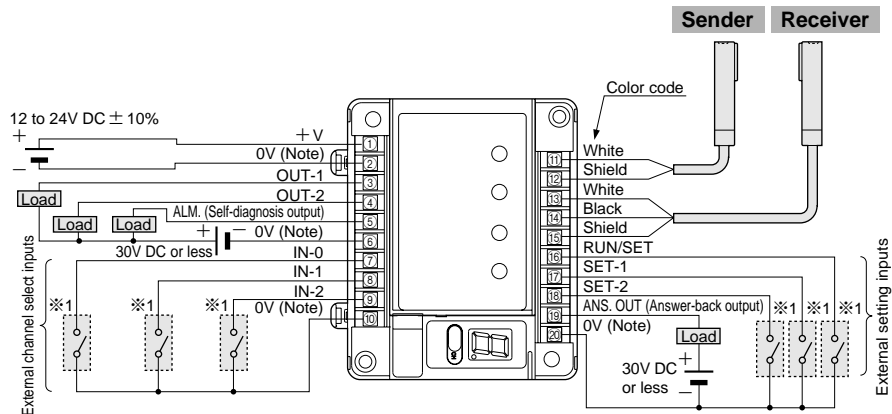 Sender Receiver
Color code
12 to 24V DC ± 10%
+
−
+V
0V (Note)
OUT-1
OUT-2
ALM. (Self-diagnosis output)
0V (Note)
IN-0
IN-1
IN-2
0V (Note)
Load
Load
Load
+ −
30V DC or less
External channel select inputs
※1
※1
※1
1
2
3
4
5
6
7
8
9
10
11
12
13
14
15
16
17
18
19
20
White
Shield
White
Black
Shield
RUN/SET
SET-1
SET-2
ANS. OUT (Answer-back output)
0V (Note)
Load
+
−
30V DC
or less
※1 ※1 ※1
External setting inputs